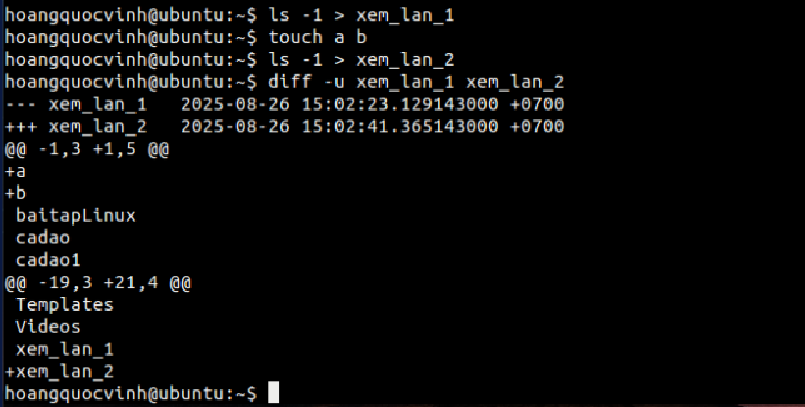 hoangquocvinh@ubuntu:~$ ls -1 > xem_lan_1
hoangquocvinh@ubuntu:~$ touch a b
hoangquocvinh@ubuntu:~$ ls -1 > xem_lan_2
hoangquocvinh@ubuntu:~$ diff -u xem_lan_1 xem_lan_2
--- xem_lan_1   2025-08-26 15:02:23.129143000 +0700
+++ xem_lan_2   2025-08-26 15:02:41.365143000 +0700
@@ -1,3 +1,5 @@
+a
+b
 baitapLinux
 cadao
 cadao1
@@ -19,3 +21,4 @@
 Templates
 Videos
 xem_lan_1
+xem_lan_2
hoangquocvinh@ubuntu:~$